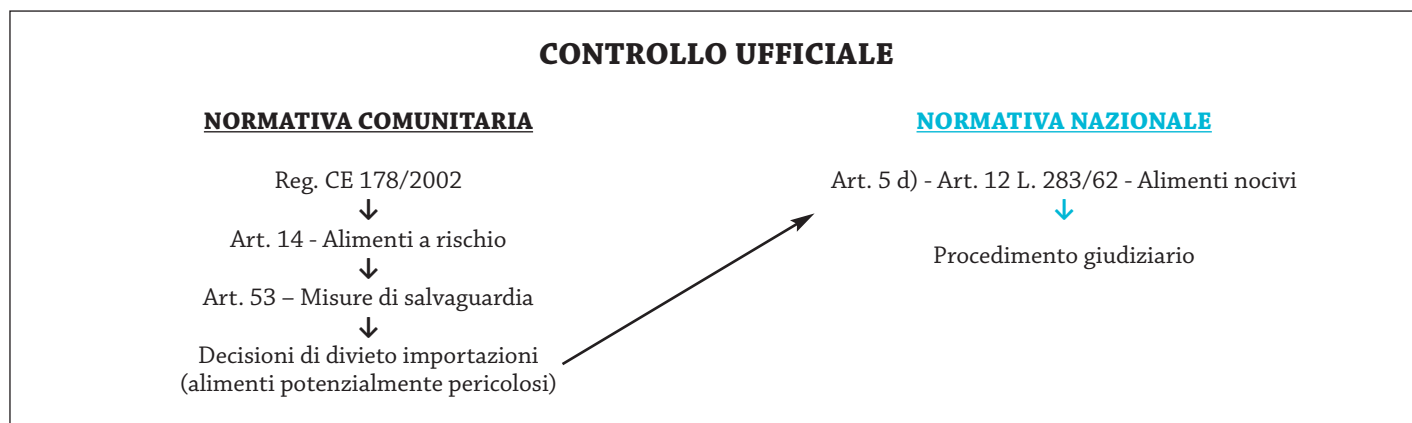 CONTROLLO UFFICIALE
NORMATIVA COMUNITARIA
Reg. CE 178/2002
Art. 14 - Alimenti a rischio
Art. 53 – Misure di salvaguardia
Decisioni di divieto importazioni
(alimenti potenzialmente pericolosi)
NORMATIVA NAZIONALE
Art. 5 d) - Art. 12 L. 283/62 - Alimenti nocivi
Procedimento giudiziario